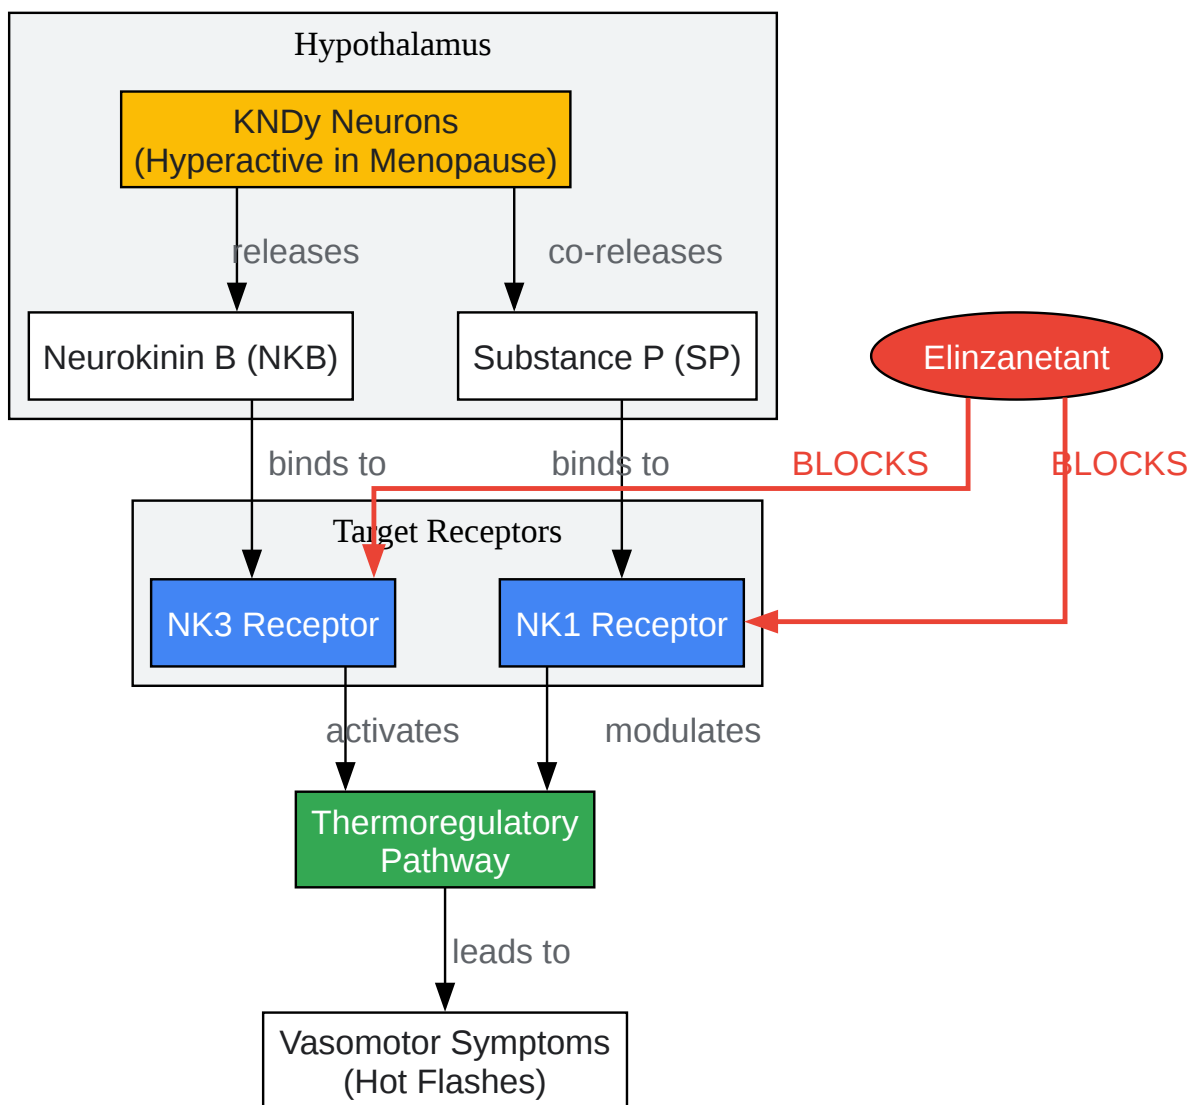 Hypothalamus
KNDy Neurons
(Hyperactive in Menopause)
releases
co-releases
Neurokinin B (NKB)
Substance P (SP)
Elinzanetant
binds to
binds to
BLOCKS
BLOCKS
Target Receptors
NK3 Receptor
NK1 Receptor
activates
modulates
Thermoregulatory
Pathway
leads to
Vasomotor Symptoms
(Hot Flashes)